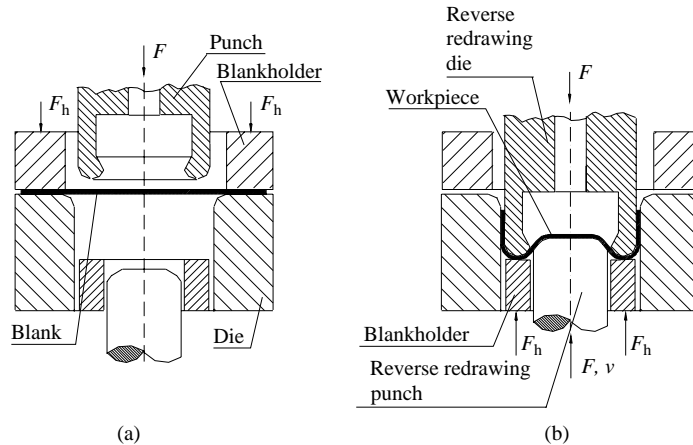 F
Punch
Blankholder
Fh
Fh
Blank
Die
(a)
Reverse
redrawing
die
F
Workpiece
Blankholder
Fh
Fh
Reverse redrawing
punch
F, v
(b)